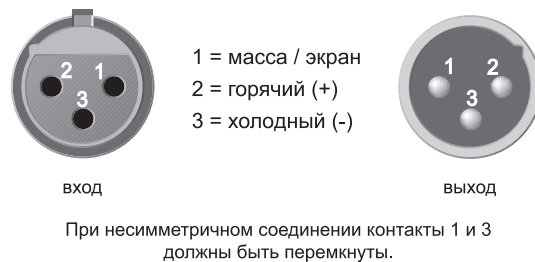 2 1
3
1 = масса / экран
2 = горячий (+)
3 = холодный (-)
1 2
3
вход
выход
При несимметричном соединении контакты 1 и 3
должны быть перемкнуты.